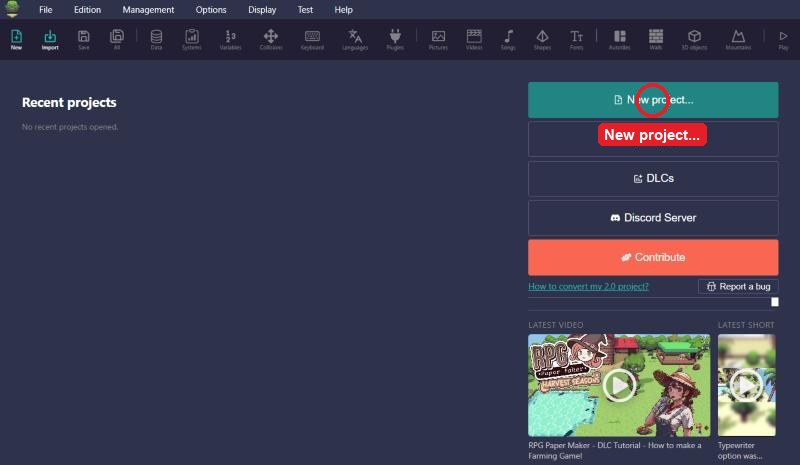 File Edition Management Options Display Test Help
New Import Save All Data Systems Variables Collisions Keyboard Languages Plugins Pictures Videos Songs Shapes Fonts Autotiles Walls 3D objects Mountains Play
Recent projects
No recent projects opened.
New project...
New project...
DLCs
Discord Server
Contribute
How to convert my 2.0 project? Report a bug
LATEST VIDEO LATEST SHORT
RPG
Paper Maker
HARVEST SEASONS
RPG Paper Maker - DLC Tutorial - How to make a
Farming Game!
Typewriter
option was...